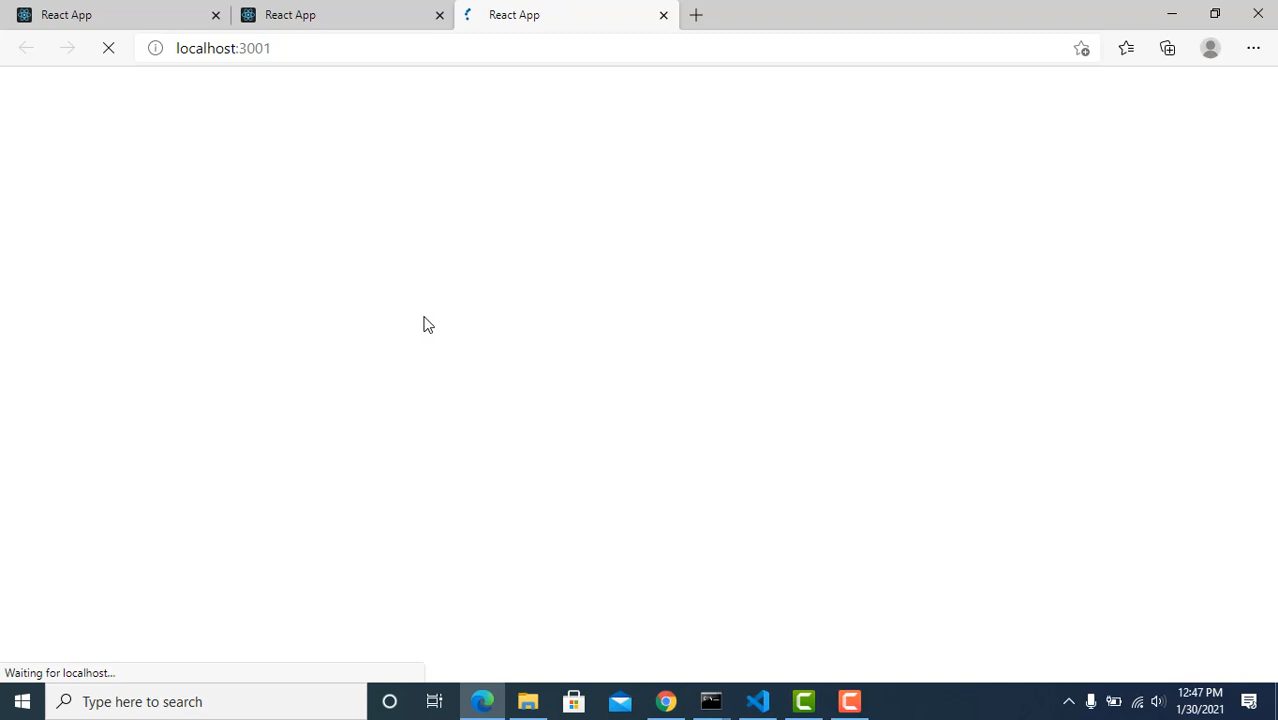 React App
React App
React App
localhost:3001
Waiting for localhost...
Type here to search
12:47 PM
1/30/2021